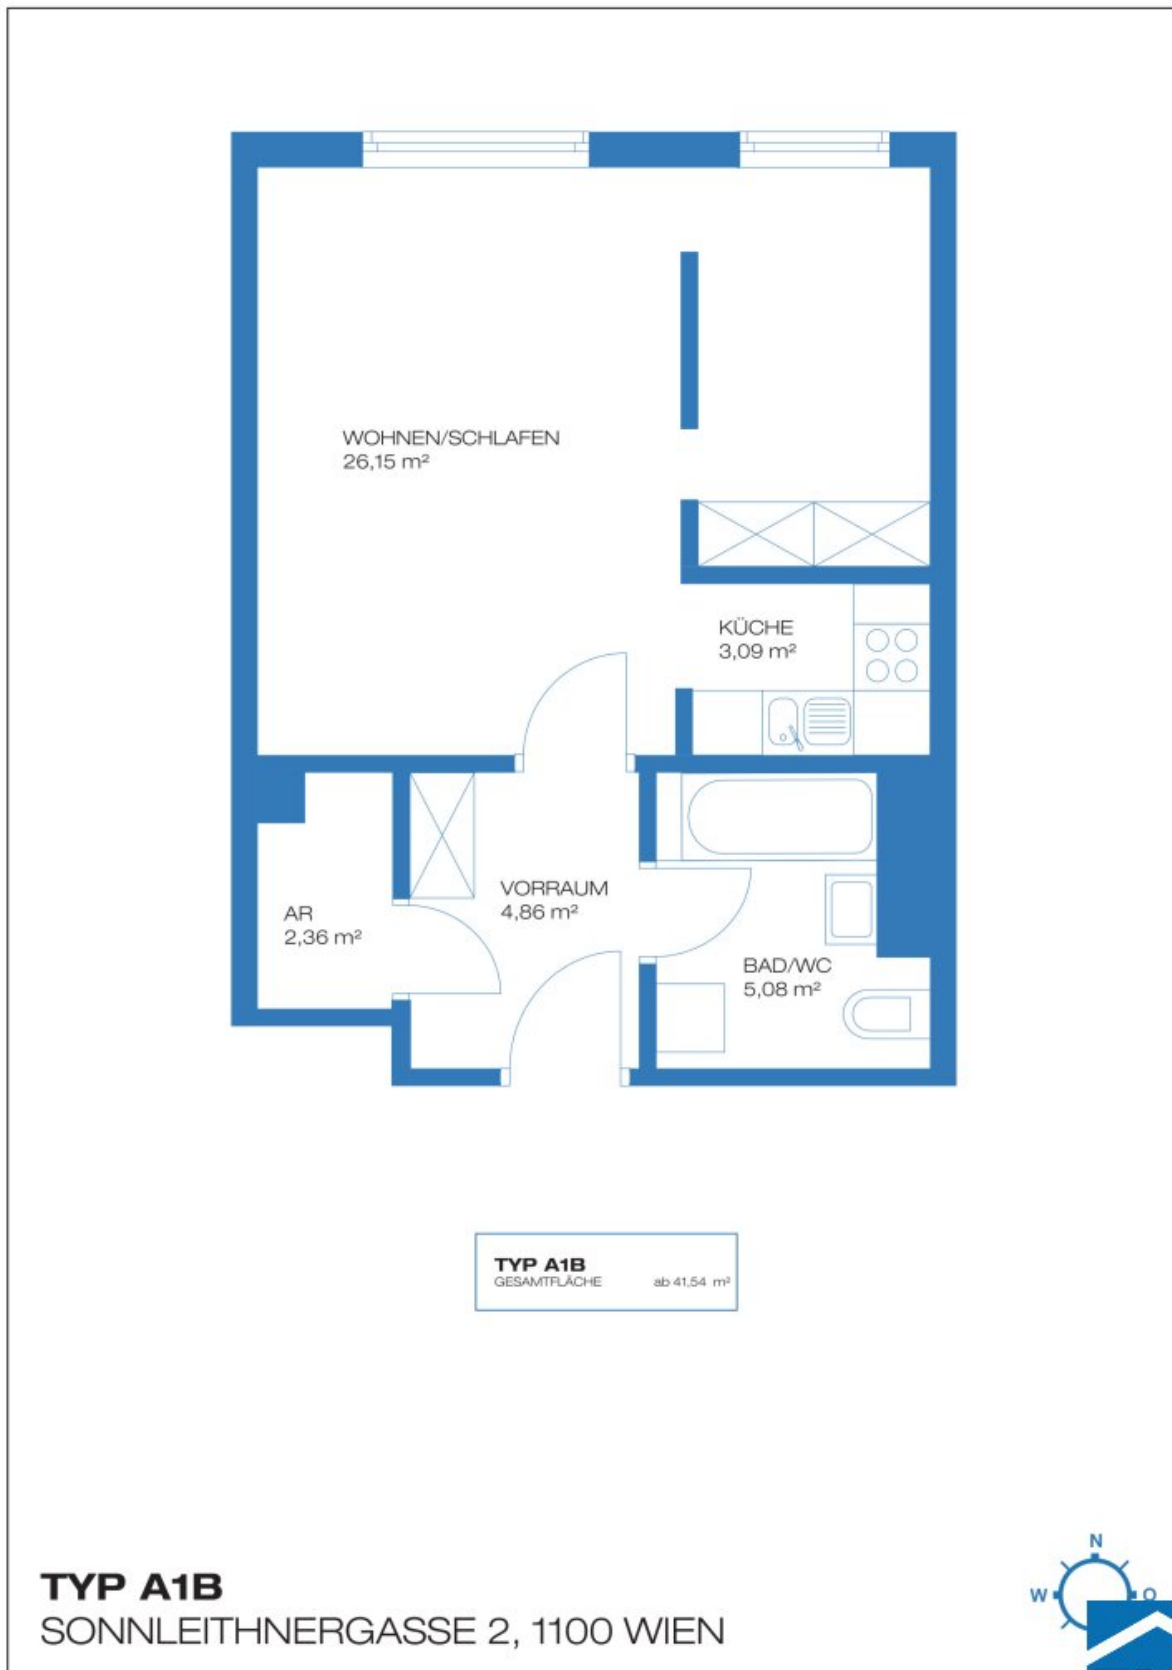 WOHNEN/SCHLAFEN
26,15 m²
KÜCHE
3,09 m²
VORRAUM
4,86 m²
AR
2,36 m²
BAD/WC
5,08 m²
TYP A1B
GESAMTFLÄCHE ab 41,54 m²
N
W O
TYP A1B
SONNLEITHNERGASSE 2, 1100 WIEN